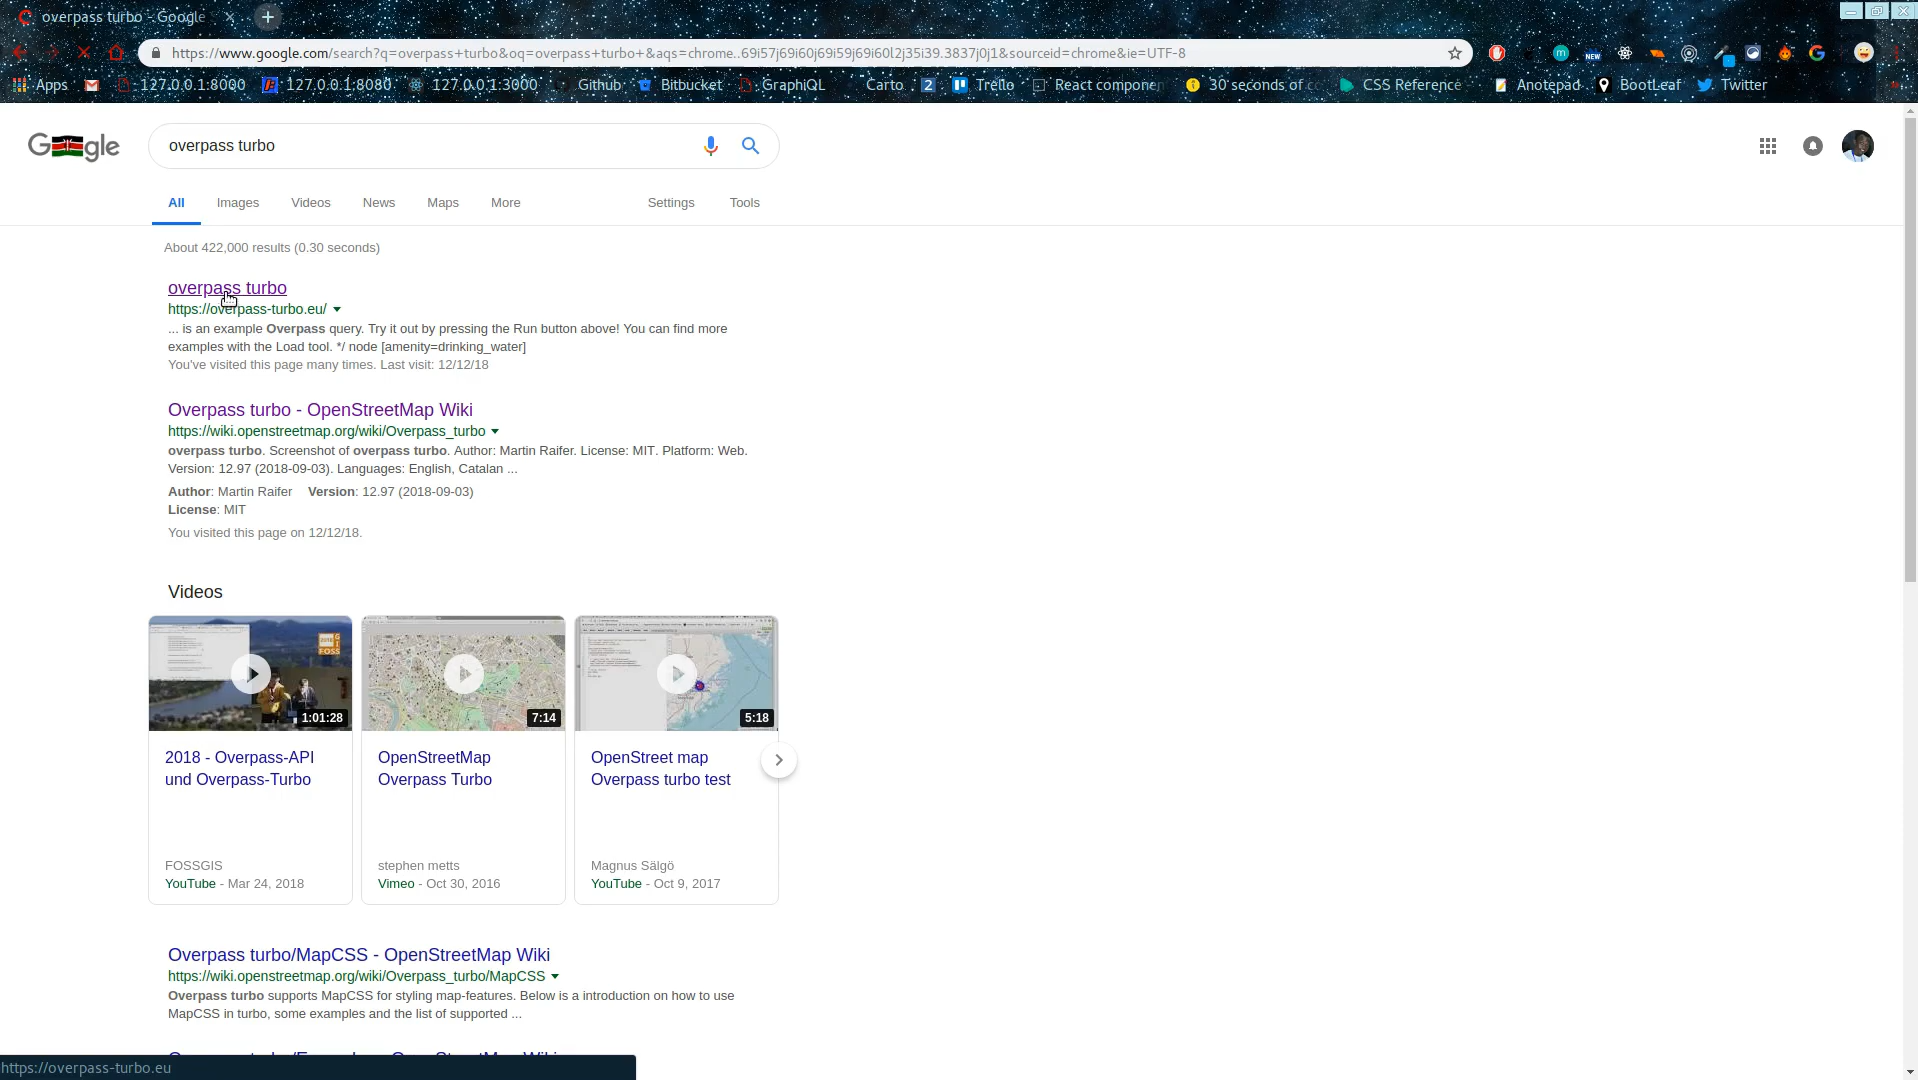 overpass turbo - Google
https://www.google.com/search?q=overpass+turbo&oq=overpass+turbo+&aqs=chrome..69i57j69i60j69i59j69i60l2j35i39.3837j0j1&sourceid=chrome&ie=UTF-8
Apps 127.0.0.1:8000 127.0.0.1:8080 127.0.0.1:3000 Github Bitbucket GraphiQL Carto 2 Trello React componen 30 seconds of co CSS Reference Anotepad BootLeaf Twitter
Google
overpass turbo
All Images Videos News Maps More Settings Tools
About 422,000 results (0.30 seconds)
overpass turbo
https://overpass-turbo.eu/
... is an example Overpass query. Try it out by pressing the Run button above! You can find more
examples with the Load tool. */ node [amenity=drinking_water]
You've visited this page many times. Last visit: 12/12/18
Overpass turbo - OpenStreetMap Wiki
https://wiki.openstreetmap.org/wiki/Overpass_turbo
overpass turbo. Screenshot of overpass turbo. Author: Martin Raifer. License: MIT. Platform: Web.
Version: 12.97 (2018-09-03). Languages: English, Catalan ...
Author: Martin Raifer Version: 12.97 (2018-09-03)
License: MIT
You visited this page on 12/12/18.
Videos
1:01:28 7:14 5:18
2018 - Overpass-API
und Overpass-Turbo
OpenStreetMap
Overpass Turbo
OpenStreet map
Overpass turbo test
FOSSGIS
YouTube - Mar 24, 2018
stephen metts
Vimeo - Oct 30, 2016
Magnus Sälgö
YouTube - Oct 9, 2017
Overpass turbo/MapCSS - OpenStreetMap Wiki
https://wiki.openstreetmap.org/wiki/Overpass_turbo/MapCSS
Overpass turbo supports MapCSS for styling map-features. Below is a introduction on how to use
MapCSS in turbo, some examples and the list of supported ...
https://overpass-turbo.eu